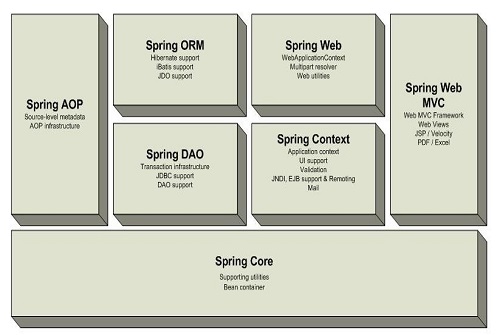 Spring AOP
Source-level metadata
AOP infrastructure
Spring ORM
Hibernate support
iBatis support
JDO support
Spring Web
WebApplicationContext
Multipart resolver
Web utilities
Spring Web
MVC
Web MVC Framework
Web Views
JSP / Velocity
PDF / Excel
Spring DAO
Transaction infrastructure
JDBC support
DAO support
Spring Context
Application context
UI support
Validation
JNDI, EJB support & Remoting
Mail
Spring Core
Supporting utilities
Bean container